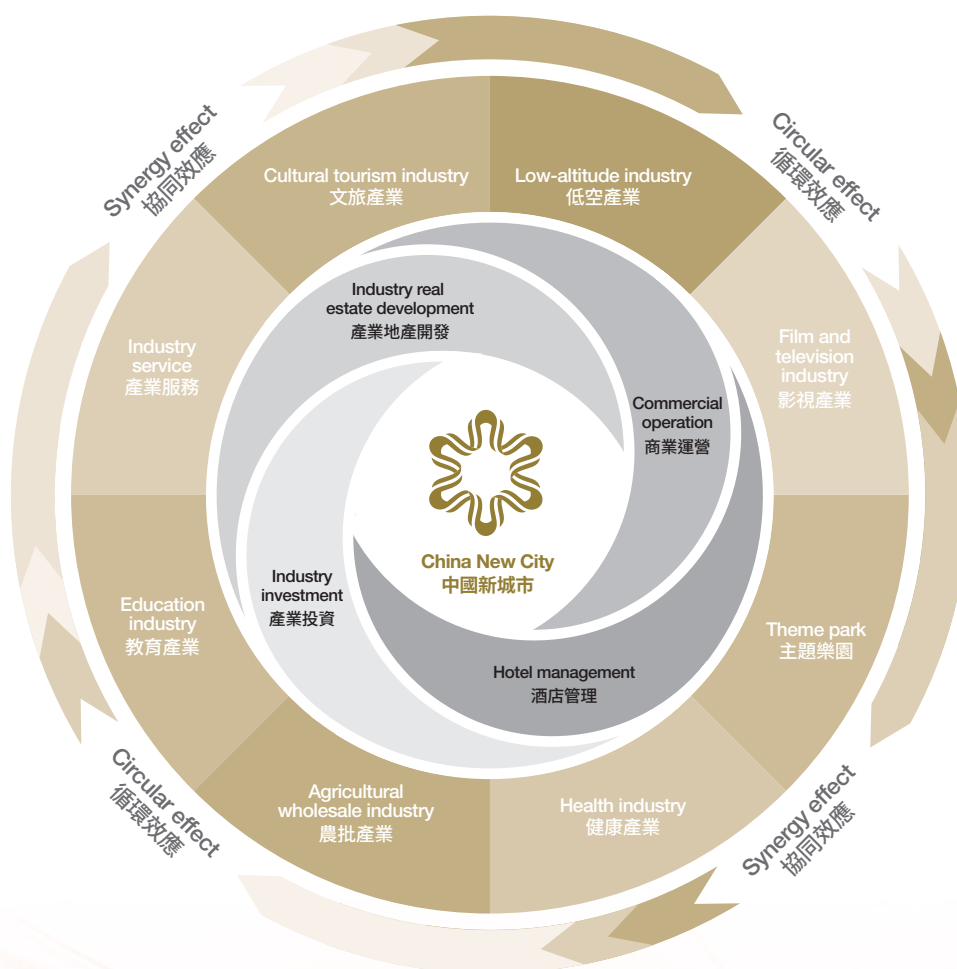 Synergy effect
協同效應
Circular effect
循環效應
Cultural tourism industry
文旅產業
Low-altitude industry
低空產業
Industry real
estate development
產業地產開發
Industry
service
產業服務
Film and
television
industry
影視產業
Commercial
operation
商業運營
China New City
中國新城市
Industry
investment
產業投資
Education
industry
教育產業
Theme park
主題樂園
Hotel management
酒店管理
Agricultural
wholesale industry
農批產業
Health industry
健康產業
Circular effect
循環效應
Synergy effect
協同效應